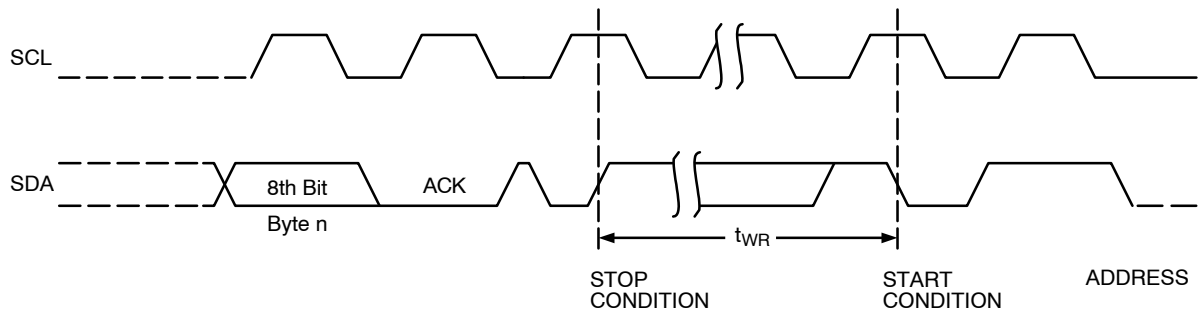 SCL
SDA
8th Bit
ACK
Byte n
tWR
STOP
CONDITION
START
CONDITION
ADDRESS